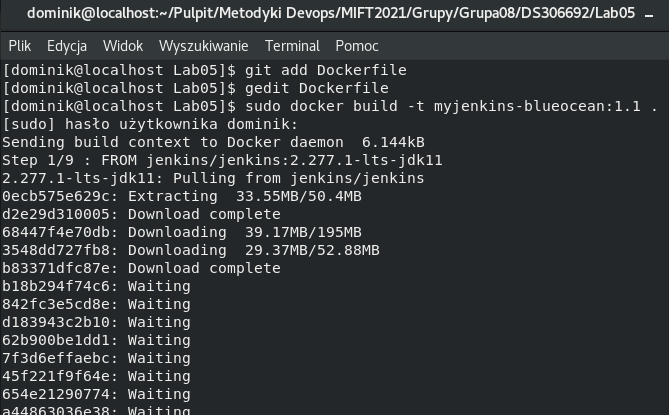 dominik@localhost:~/Pulpit/Metodyki Devops/MIFT2021/Grupy/Grupa08/DS306692/Lab05
Plik Edycja Widok Wyszukiwanie Terminal Pomoc
[dominik@localhost Lab05]$ git add Dockerfile
[dominik@localhost Lab05]$ gedit Dockerfile
[dominik@localhost Lab05]$ sudo docker build -t myjenkins-blueocean:1.1 .
[sudo] hasło użytkownika dominik:
Sending build context to Docker daemon  6.144kB
Step 1/9 : FROM jenkins/jenkins:2.277.1-lts-jdk11
2.277.1-lts-jdk11: Pulling from jenkins/jenkins
0ecb575e629c: Extracting  33.55MB/50.4MB
d2e29d310005: Download complete
68447f4e70db: Downloading  39.17MB/195MB
3548dd727fb8: Downloading  29.37MB/52.88MB
b83371dfc87e: Download complete
b18b294f74c6: Waiting
842fc3e5cd8e: Waiting
d183943c2b10: Waiting
62b900be1dd1: Waiting
7f3d6effaebc: Waiting
45f221f9f64e: Waiting
654e21290774: Waiting
a44863036e38: Waiting